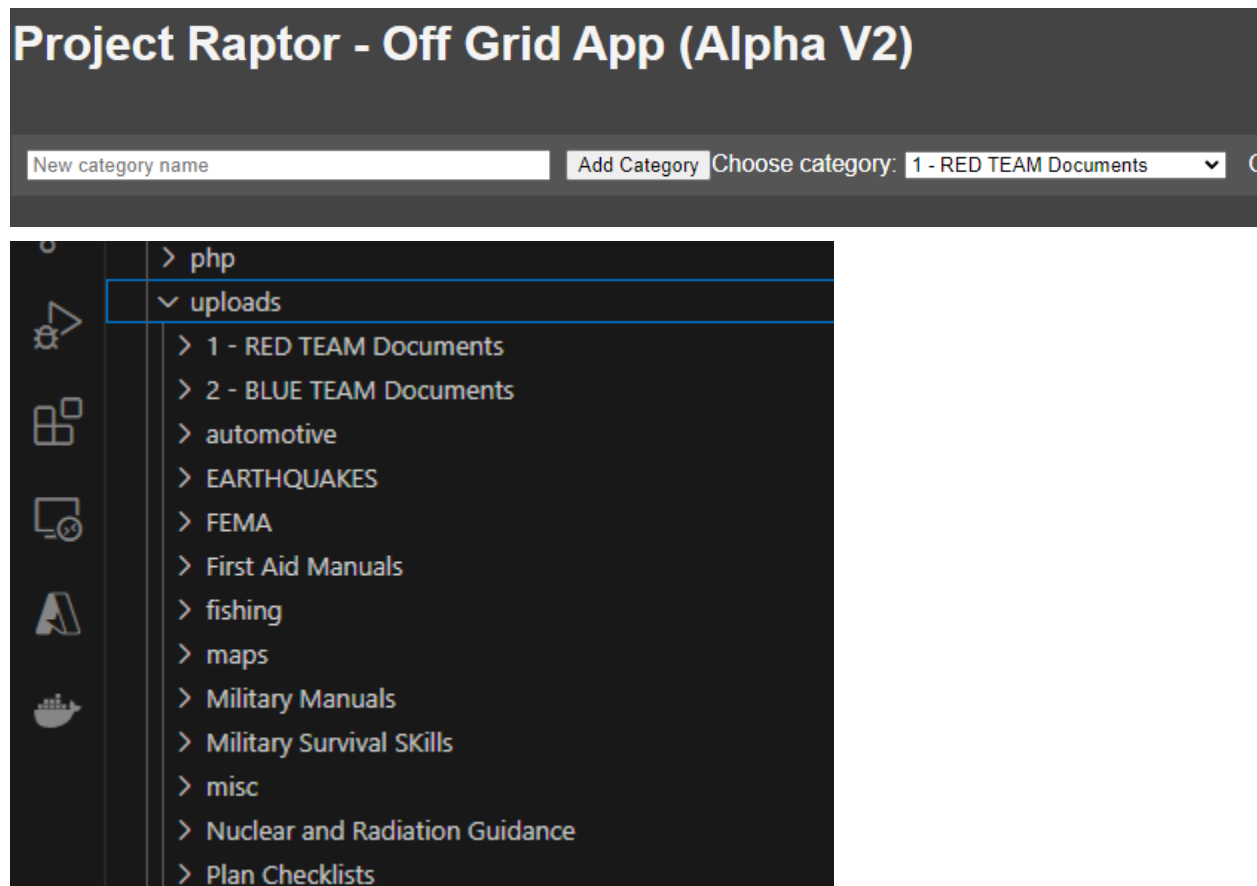 Project Raptor - Off Grid App (Alpha V2)
New category name Add Category Choose category: 1 - RED TEAM Documents
php
uploads
1 - RED TEAM Documents
2 - BLUE TEAM Documents
automotive
EARTHQUAKES
FEMA
First Aid Manuals
fishing
maps
Military Manuals
Military Survival SKills
misc
Nuclear and Radiation Guidance
Plan Checklists